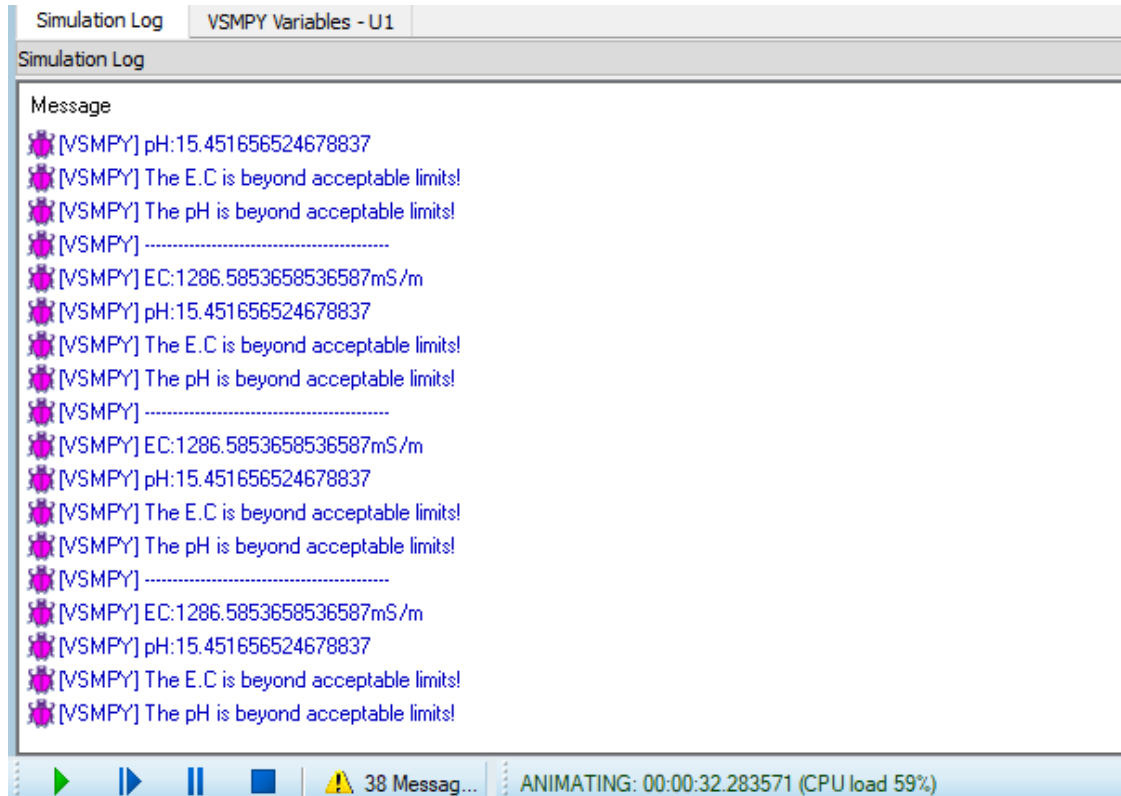 Simulation Log VSMPY Variables - U1
Simulation Log
Message
[VSMPY] pH:15.451656524678837
[VSMPY] The E.C is beyond acceptable limits!
[VSMPY] The pH is beyond acceptable limits!
[VSMPY] --------------------------------------------
[VSMPY] EC:1286.5853658536587mS/m
[VSMPY] pH:15.451656524678837
[VSMPY] The E.C is beyond acceptable limits!
[VSMPY] The pH is beyond acceptable limits!
[VSMPY] --------------------------------------------
[VSMPY] EC:1286.5853658536587mS/m
[VSMPY] pH:15.451656524678837
[VSMPY] The E.C is beyond acceptable limits!
[VSMPY] The pH is beyond acceptable limits!
[VSMPY] --------------------------------------------
[VSMPY] EC:1286.5853658536587mS/m
[VSMPY] pH:15.451656524678837
[VSMPY] The E.C is beyond acceptable limits!
[VSMPY] The pH is beyond acceptable limits!
38 Messag... ANIMATING: 00:00:32.283571 (CPU load 59%)